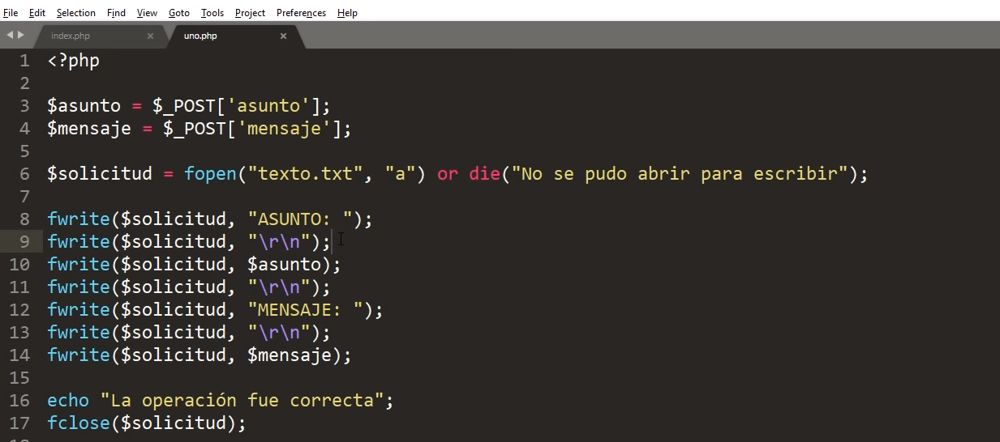 File Edit Selection Find View Goto Tools Project Preferences Help
index.php × uno.php ×
1 <?php
2
3 $asunto = $_POST['asunto'];
4 $mensaje = $_POST['mensaje'];
5
6 $solicitud = fopen("texto.txt", "a") or die("No se pudo abrir para escribir");
7
8 fwrite($solicitud, "ASUNTO: ");
9 fwrite($solicitud, "\r\n");
10 fwrite($solicitud, $asunto);
11 fwrite($solicitud, "\r\n");
12 fwrite($solicitud, "MENSAJE: ");
13 fwrite($solicitud, "\r\n");
14 fwrite($solicitud, $mensaje);
15
16 echo "La operación fue correcta";
17 fclose($solicitud);